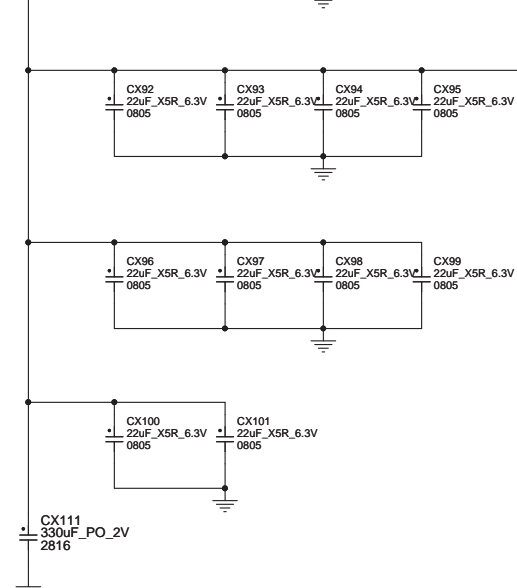 CX92
22uF_X5R_6.3V
0805
CX93
22uF_X5R_6.3V
0805
CX94
22uF_X5R_6.3V
0805
CX95
22uF_X5R_6.3V
0805
CX96
22uF_X5R_6.3V
0805
CX97
22uF_X5R_6.3V
0805
CX98
22uF_X5R_6.3V
0805
CX99
22uF_X5R_6.3V
0805
CX100
22uF_X5R_6.3V
0805
CX101
22uF_X5R_6.3V
0805
CX111
330uF_PO_2V
2816